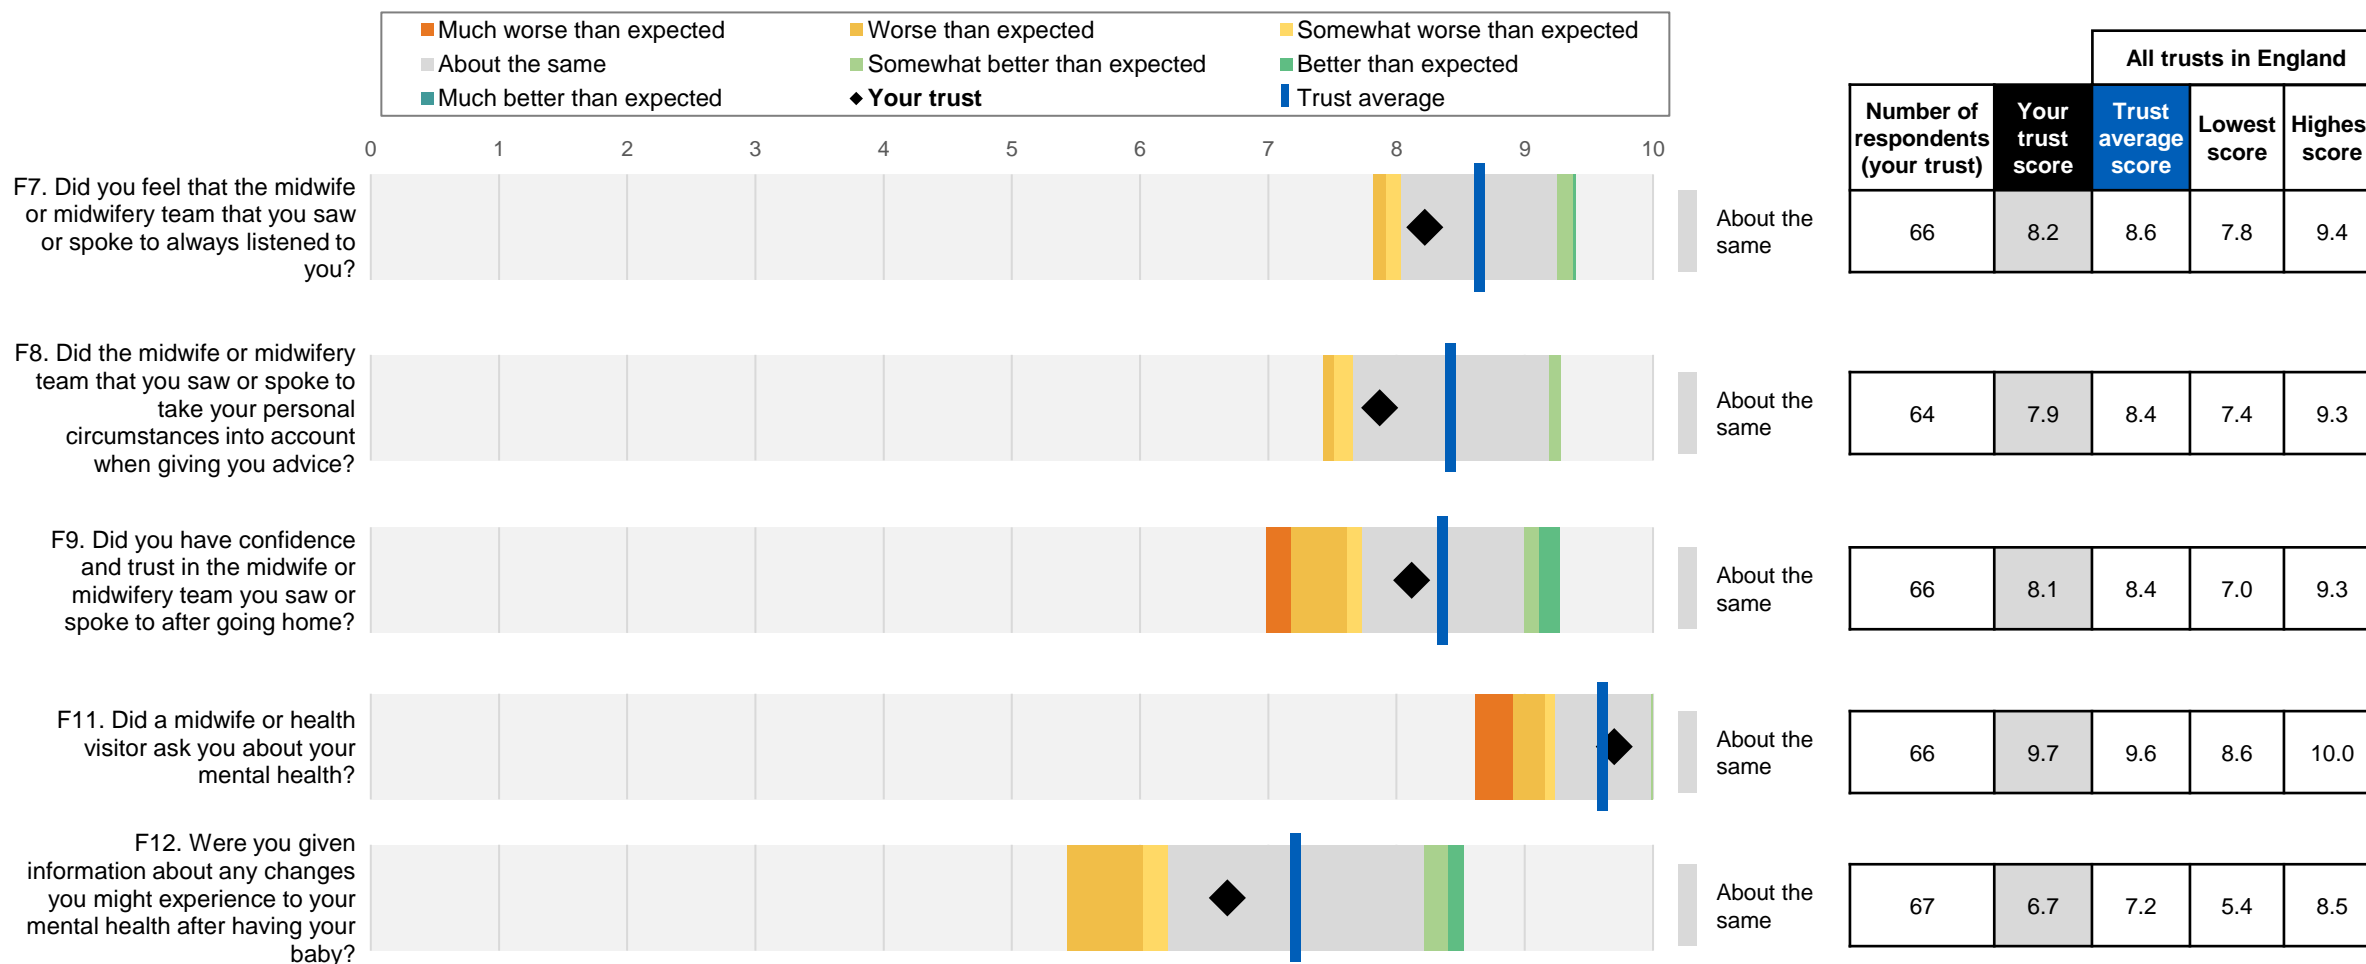 Much worse than expected
Worse than expected
Somewhat worse than expected
About the same
Somewhat better than expected
Better than expected
Much better than expected
Your trust
Trust average
All trusts in England
Number of
respondents
(your trust)
Your
trust
score
Trust
average
score
Lowest
score
Highes
score
0 1 2 3 4 5 6 7 8 9 10
F7. Did you feel that the midwife
or midwifery team that you saw
or spoke to always listened to
you?
About the
same
66 8.2 8.6 7.8 9.4
F8. Did the midwife or midwifery
team that you saw or spoke to
take your personal
circumstances into account
when giving you advice?
About the
same
64 7.9 8.4 7.4 9.3
F9. Did you have confidence
and trust in the midwife or
midwifery team you saw or
spoke to after going home?
About the
same
66 8.1 8.4 7.0 9.3
F11. Did a midwife or health
visitor ask you about your
mental health?
About the
same
66 9.7 9.6 8.6 10.0
F12. Were you given
information about any changes
you might experience to your
mental health after having your
baby?
About the
same
67 6.7 7.2 5.4 8.5